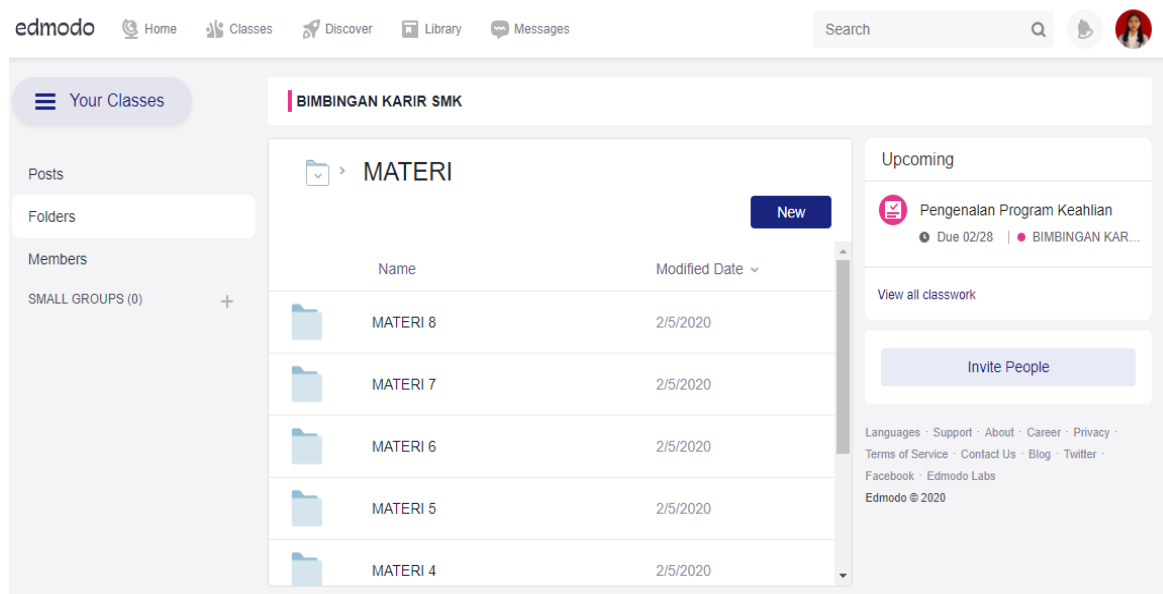 edmodo Home Classes Discover Library Messages Search
Your Classes
BIMBINGAN KARIR SMK
Posts
Folders
Members
SMALL GROUPS (0) +
> MATERI
New
Name Modified Date
MATERI 8 2/5/2020
MATERI 7 2/5/2020
MATERI 6 2/5/2020
MATERI 5 2/5/2020
MATERI 4 2/5/2020
Upcoming
Pengenalan Program Keahlian
Due 02/28 | BIMBINGAN KAR...
View all classwork
Invite People
Languages · Support · About · Career · Privacy ·
Terms of Service · Contact Us · Blog · Twitter ·
Facebook · Edmodo Labs
Edmodo © 2020